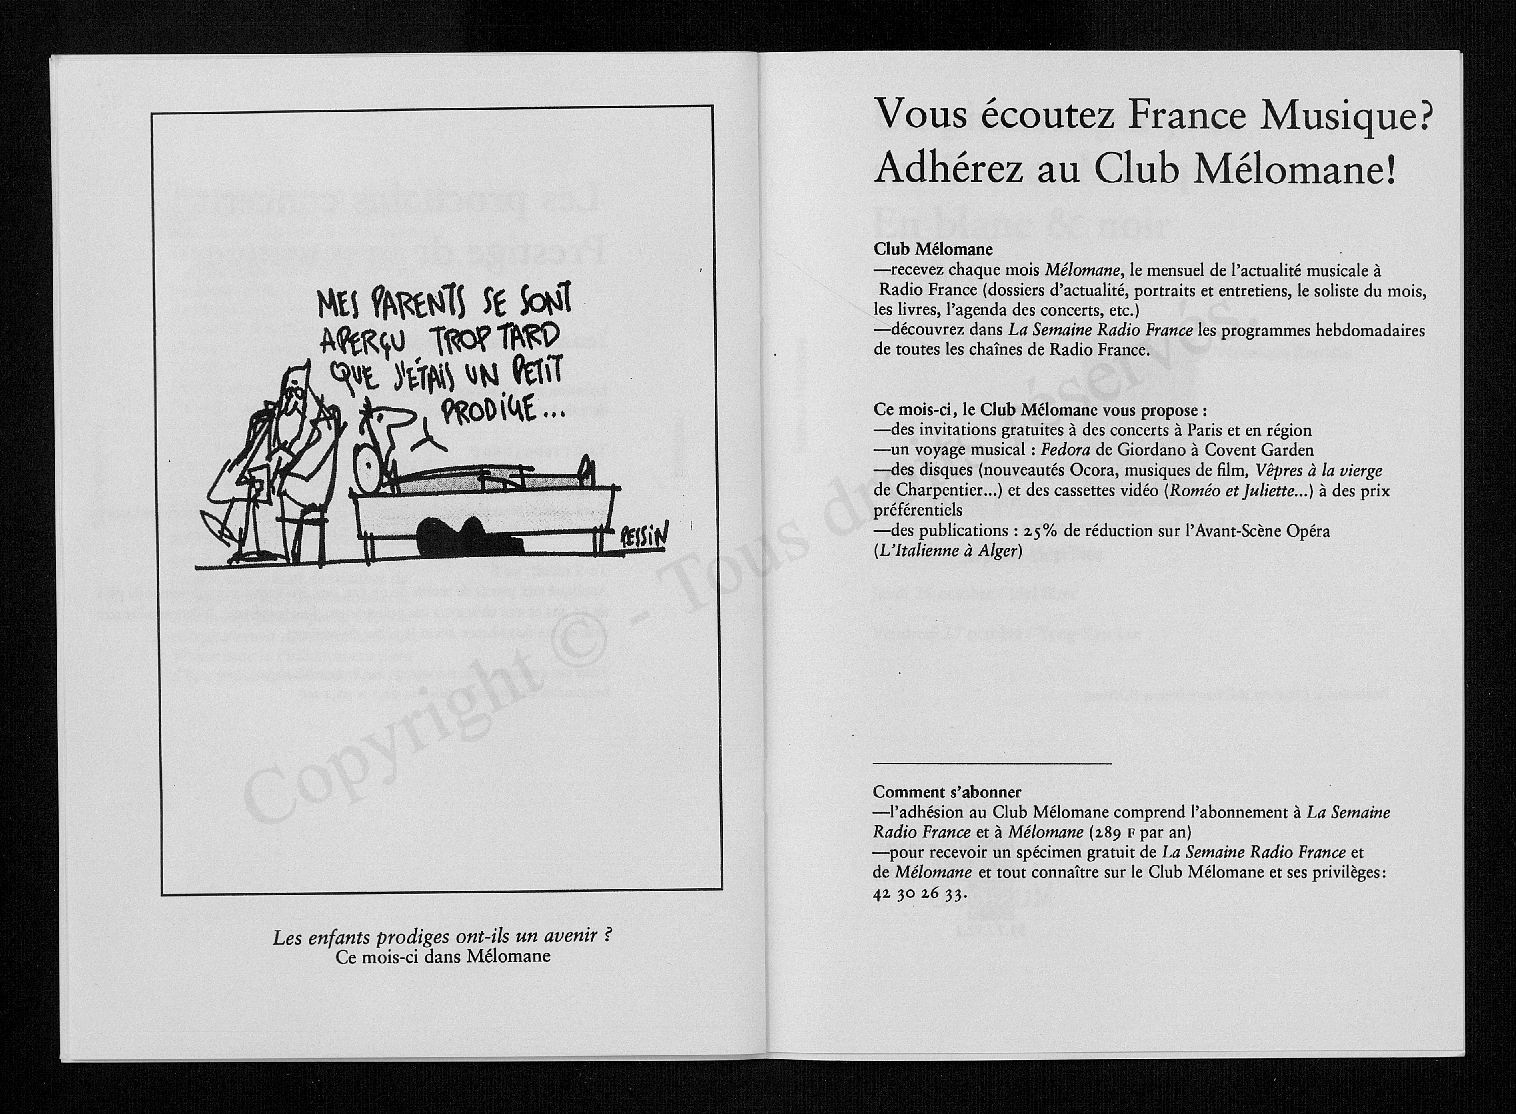 MES PARENTS SE SONT
APERÇU TROP TARD
QUE J'ÉTAIS UN PETIT
PRODIGE...
PESSIN
Les enfants prodiges ont-ils un avenir ?
Ce mois-ci dans Mélomane
Vous écoutez France Musique?
Adhérez au Club Mélomane!
En blanc & noir
Club Mélomane
—recevez chaque mois Mélomane, le mensuel de l'actualité musicale à
Radio France (dossiers d'actualité, portraits et entretiens, le soliste du mois,
les livres, l'agenda des concerts, etc.)
—découvrez dans La Semaine Radio France les programmes hebdomadaires
de toutes les chaînes de Radio France.
Ce mois-ci, le Club Mélomane vous propose :
—des invitations gratuites à des concerts à Paris et en région
—un voyage musical : Fedora de Giordano à Covent Garden
—des disques (nouveautés Ocora, musiques de film, Vêpres à la vierge
de Charpentier...) et des cassettes vidéo (Roméo et Juliette...) à des prix
préférentiels
—des publications : 25% de réduction sur l'Avant-Scène Opéra
(L'Italienne à Alger)
Comment s'abonner
—l'adhésion au Club Mélomane comprend l'abonnement à La Semaine
Radio France et à Mélomane (289 F par an)
—pour recevoir un spécimen gratuit de La Semaine Radio France et
de Mélomane et tout connaître sur le Club Mélomane et ses privilèges:
42 30 26 33.
Copyright © - Tous droits réservés.